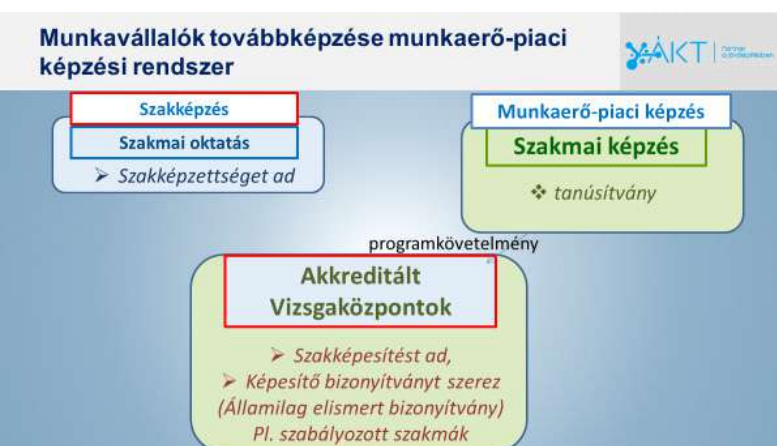 Munkavállalók továbbképzése munkaerő-piaci
képzési rendszer
ÁKT
Szakképzés
Szakmai oktatás
➢ Szakképzettséget ad
Munkaerő-piaci képzés
Szakmai képzés
❖ tanúsítvány
programkövetelmény
Akkreditált
Vizsgaközpontok
➢ Szakképesítést ad,
➢ Képesítő bizonyítványt szerez
(Államilag elismert bizonyítvány)
Pl. szabályozott szakmák